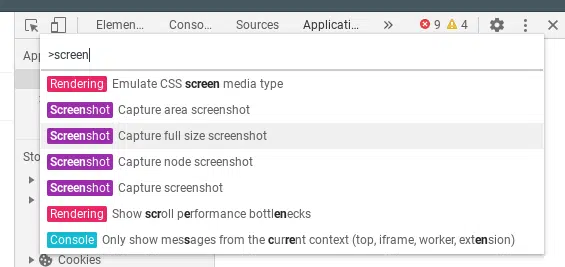 Elemen... Conso... Sources Applicati... » 9 4
App
>screen
Rendering Emulate CSS screen media type
Screenshot Capture area screenshot
Screenshot Capture full size screenshot
Screenshot Capture node screenshot
Screenshot Capture screenshot
Sto
Rendering Show scroll performance bottlenecks
Console Only show messages from the current context (top, iframe, worker, extension)
Cookies